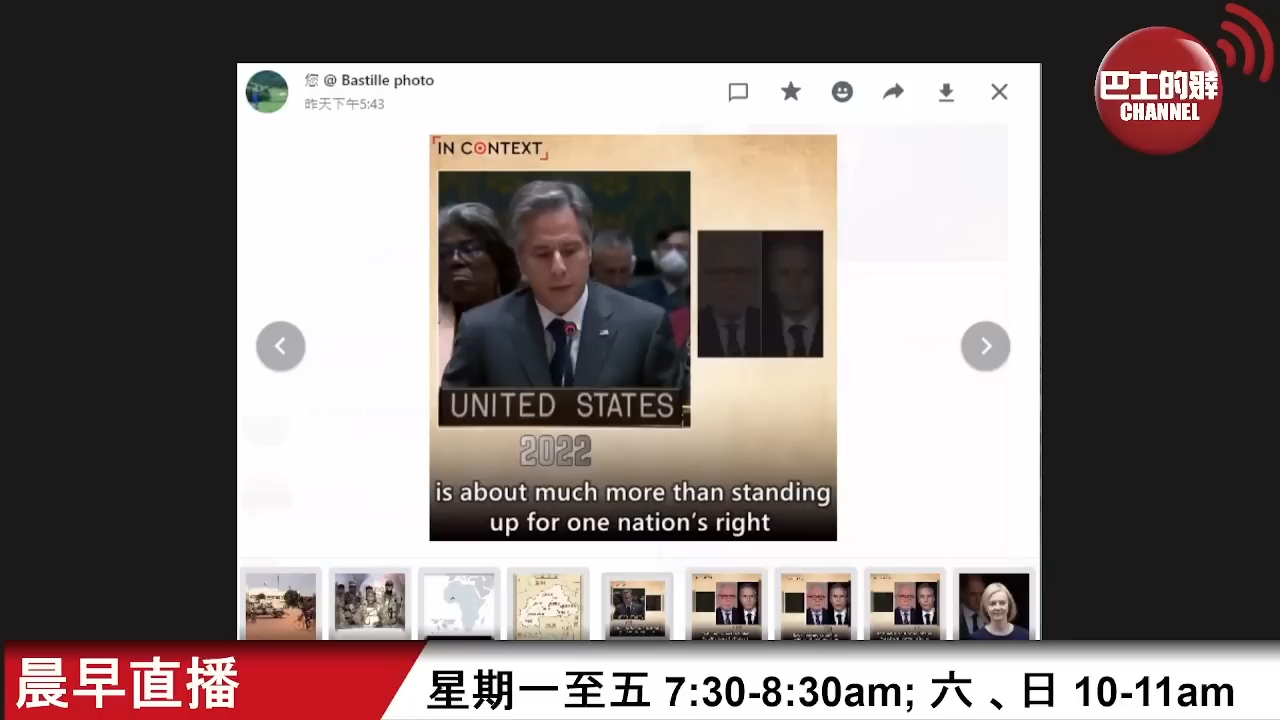 您 @ Bastille photo
昨天下午5:43
巴士的報
CHANNEL
IN CONTEXT
UNITED STATES
2022
is about much more than standing
up for one nation's right
晨早直播
星期一至五 7:30-8:30am; 六、日 10-11am